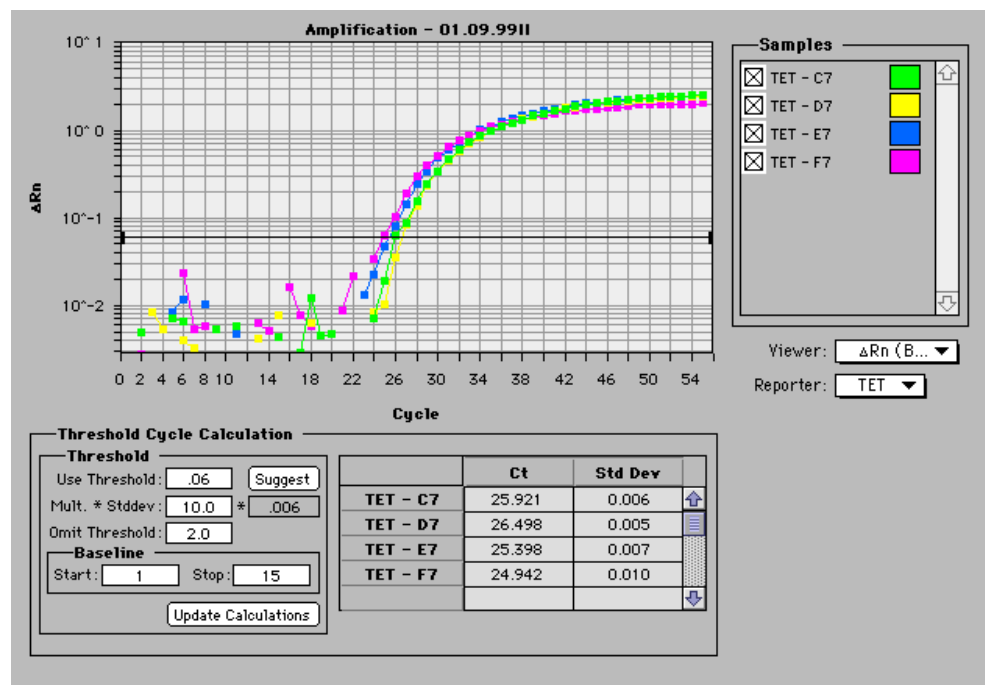 Amplification - 01.09.99II
10^ 1
10^ 0
10^-1
10^-2
ΔRn
0 2 4 6 8 10 14 18 22 26 30 34 38 42 46 50 54
Cycle
Samples
TET - C7
TET - D7
TET - E7
TET - F7
Viewer: ΔRn (B...
Reporter: TET
Threshold Cycle Calculation
Threshold
Use Threshold: .06 Suggest
Mult. * Stddev: 10.0 * .006
Omit Threshold: 2.0
Baseline
Start: 1 Stop: 15
Update Calculations
Ct Std Dev
TET - C7 25.921 0.006
TET - D7 26.498 0.005
TET - E7 25.398 0.007
TET - F7 24.942 0.010